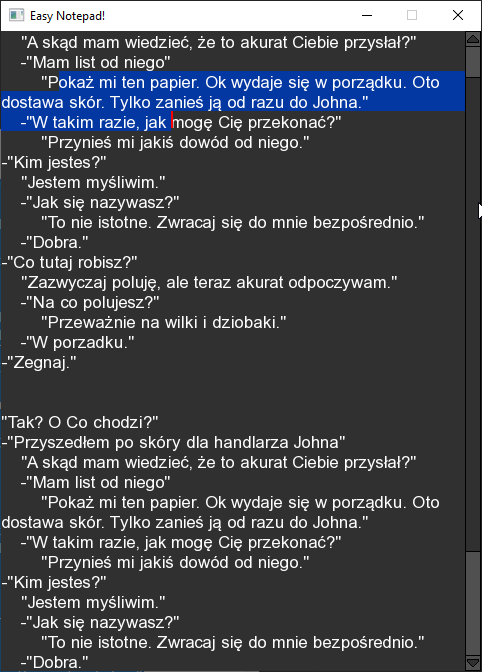 Easy Notepad!
"A skąd mam wiedzieć, że to akurat Ciebie przysłał?"
-"Mam list od niego"
"Pokaż mi ten papier. Ok wydaje się w porządku. Oto
dostawa skór. Tylko zanieś ją od razu do Johna."
-"W takim razie, jak mogę Cię przekonać?"
"Przynieś mi jakiś dowód od niego."
-"Kim jestes?"
"Jestem myśliwim."
-"Jak się nazywasz?"
"To nie istotne. Zwracaj się do mnie bezpośrednio."
-"Dobra."
-"Co tutaj robisz?"
"Zazwyczaj poluję, ale teraz akurat odpoczywam."
-"Na co polujesz?"
"Przeważnie na wilki i dziobaki."
-"W porzadku."
-"Zegnaj."
"Tak? O Co chodzi?"
-"Przyszedłem po skóry dla handlarza Johna"
"A skąd mam wiedzieć, że to akurat Ciebie przysłał?"
-"Mam list od niego"
"Pokaż mi ten papier. Ok wydaje się w porządku. Oto
dostawa skór. Tylko zanieś ją od razu do Johna."
-"W takim razie, jak mogę Cię przekonać?"
"Przynieś mi jakiś dowód od niego."
-"Kim jestes?"
"Jestem myśliwim."
-"Jak się nazywasz?"
"To nie istotne. Zwracaj się do mnie bezpośrednio."
-"Dobra."